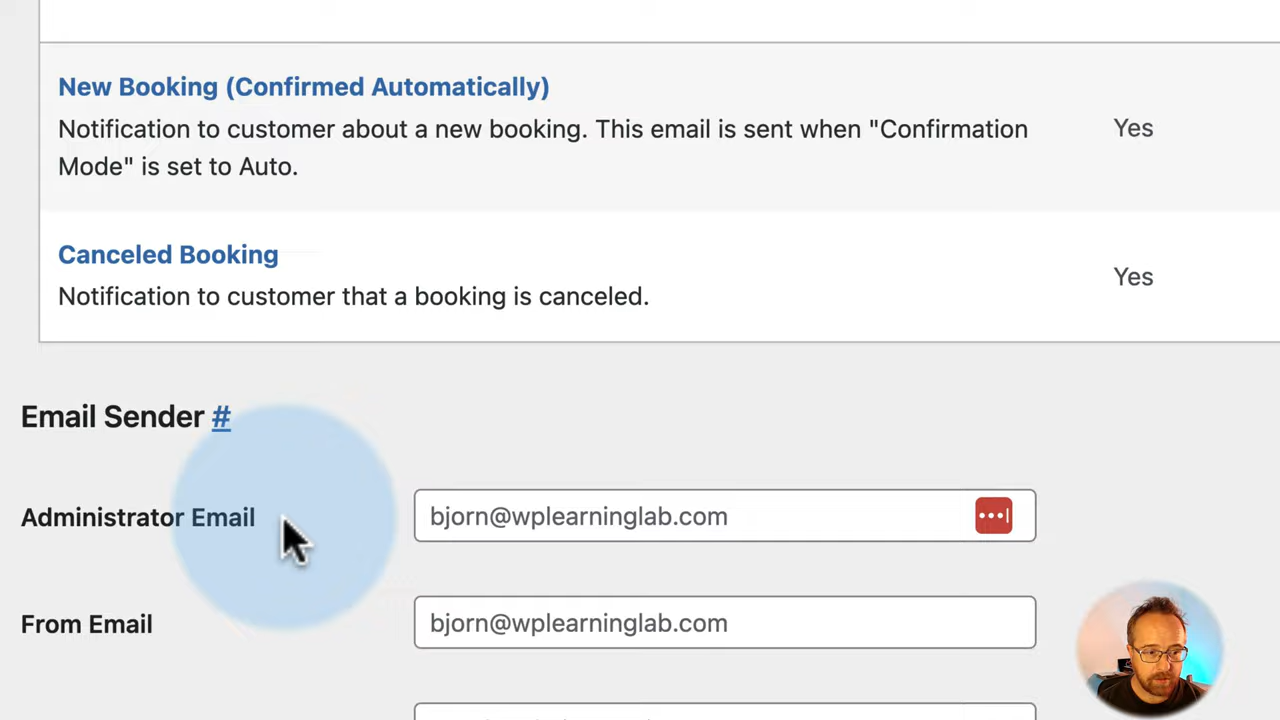 New Booking (Confirmed Automatically)
Notification to customer about a new booking. This email is sent when "Confirmation
Mode" is set to Auto.
Yes
Canceled Booking
Notification to customer that a booking is canceled.
Yes
Email Sender #
Administrator Email
bjorn@wplearninglab.com
From Email
bjorn@wplearninglab.com